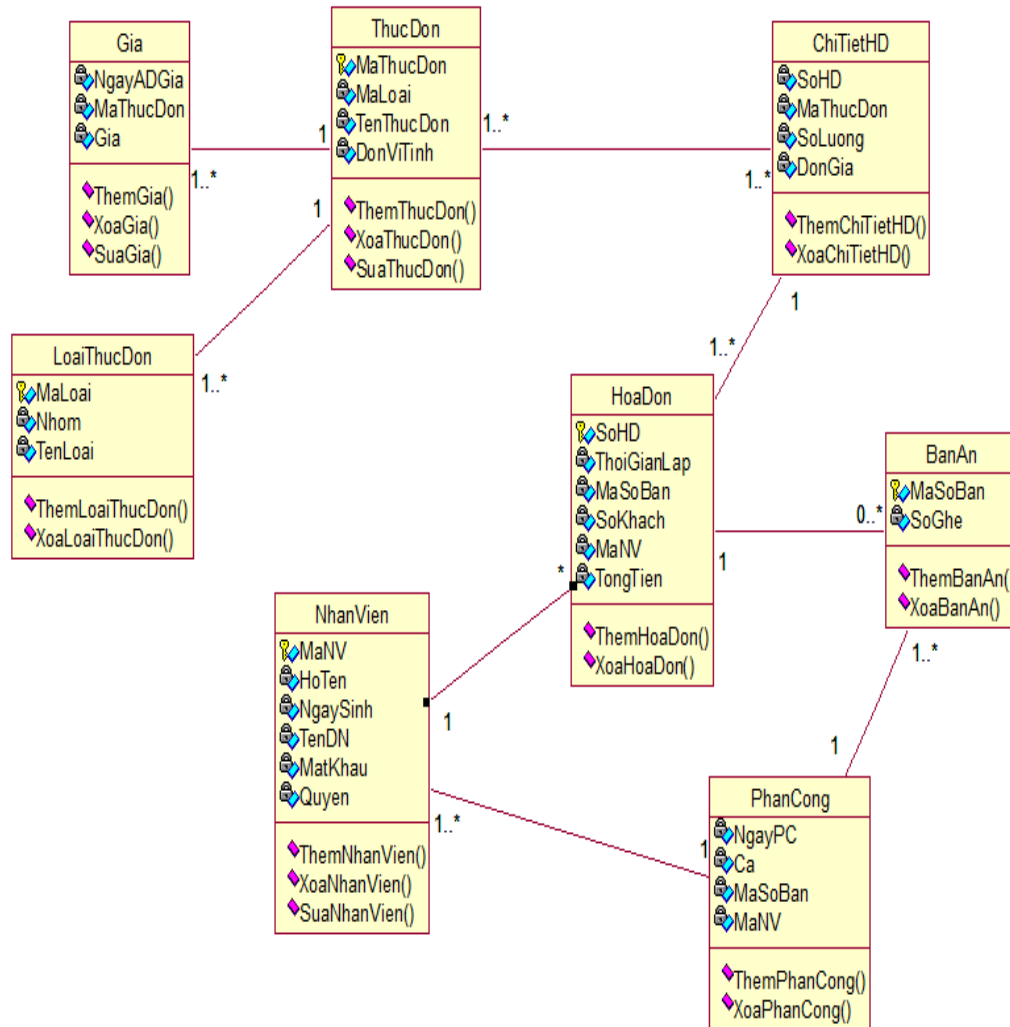 Gia
NgayADGia
MaThucDon
Gia
ThemGia()
XoaGia()
SuaGia()
1..*
1
ThucDon
MaThucDon
MaLoai
TenThucDon
DonViTinh
ThemThucDon()
XoaThucDon()
SuaThucDon()
1..*
1..*
ChiTietHD
SoHD
MaThucDon
SoLuong
DonGia
ThemChiTietHD()
XoaChiTietHD()
1
1..*
LoaiThucDon
MaLoai
Nhom
TenLoai
ThemLoaiThucDon()
XoaLoaiThucDon()
1..*
1
HoaDon
SoHD
ThoiGianLap
MaSoBan
SoKhach
MaNV
TongTien
ThemHoaDon()
XoaHoaDon()
1
0..*
BanAn
MaSoBan
SoGhe
ThemBanAn(
XoaBanAn()
1..*
1
NhanVien
MaNV
HoTen
NgaySinh
TenDN
MatKhau
Quyen
ThemNhanVien()
XoaNhanVien()
SuaNhanVien()
*
1
1..*
1
PhanCong
NgayPC
Ca
MaSoBan
MaNV
ThemPhanCong()
XoaPhanCong()